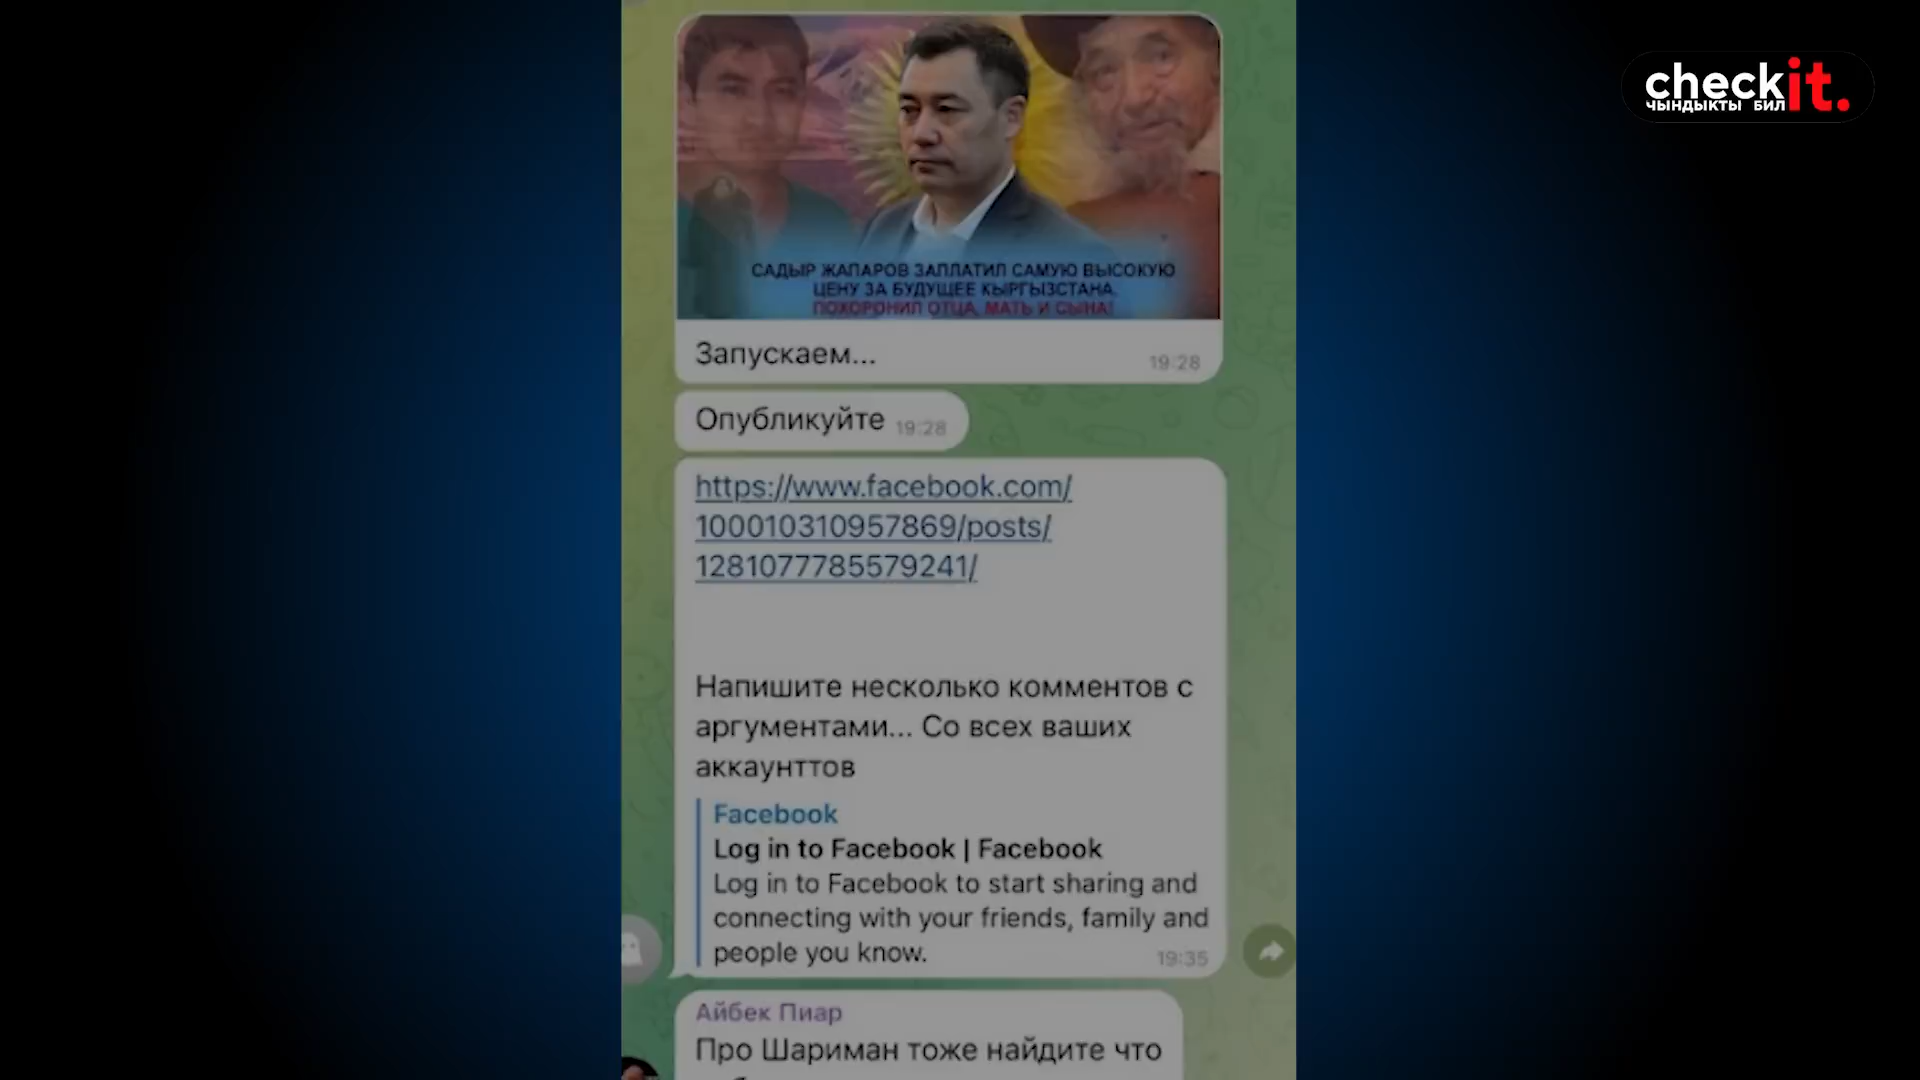 checkit.
чындыкты бил
САДЫР ЖАПАРОВ ЗАПЛАТИЛ САМУЮ ВЫСОКУЮ
ЦЕНУ ЗА БУДУЩЕЕ КЫРГЫЗСТАНА,
ПОХОРОНИЛ ОТЦА, МАТЬ И СЫНА!
Запускаем...
19:28
Опубликуйте 19:28
https://www.facebook.com/
100010310957869/posts/
1281077785579241/
Напишите несколько комментов с
аргументами... Со всех ваших
аккаунттов
Facebook
Log in to Facebook | Facebook
Log in to Facebook to start sharing and
connecting with your friends, family and
people you know.
19:35
Айбек Пиар
Про Шариман тоже найдите что